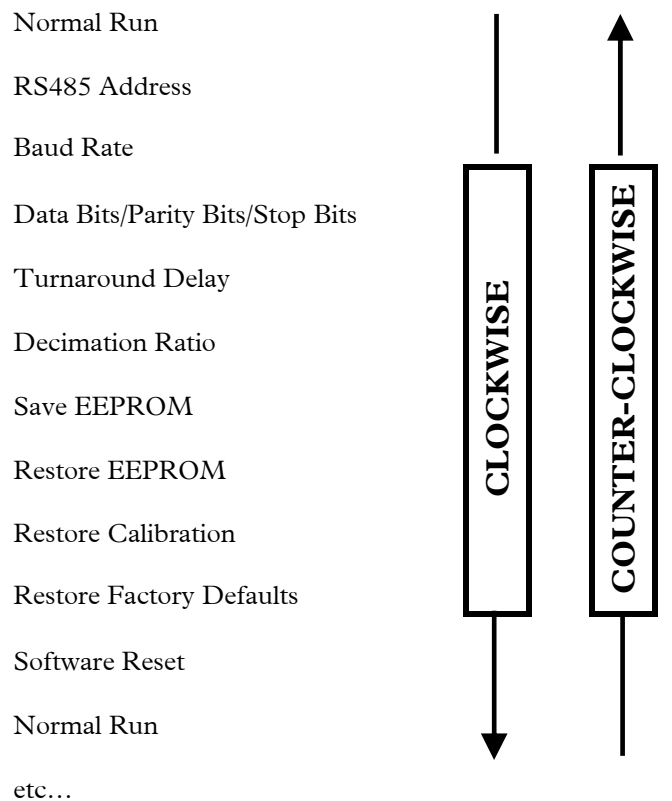 Normal Run
RS485 Address
Baud Rate
Data Bits/Parity Bits/Stop Bits
Turnaround Delay
Decimation Ratio
Save EEPROM
Restore EEPROM
Restore Calibration
Restore Factory Defaults
Software Reset
Normal Run
etc…
CLOCKWISE
COUNTER-CLOCKWISE